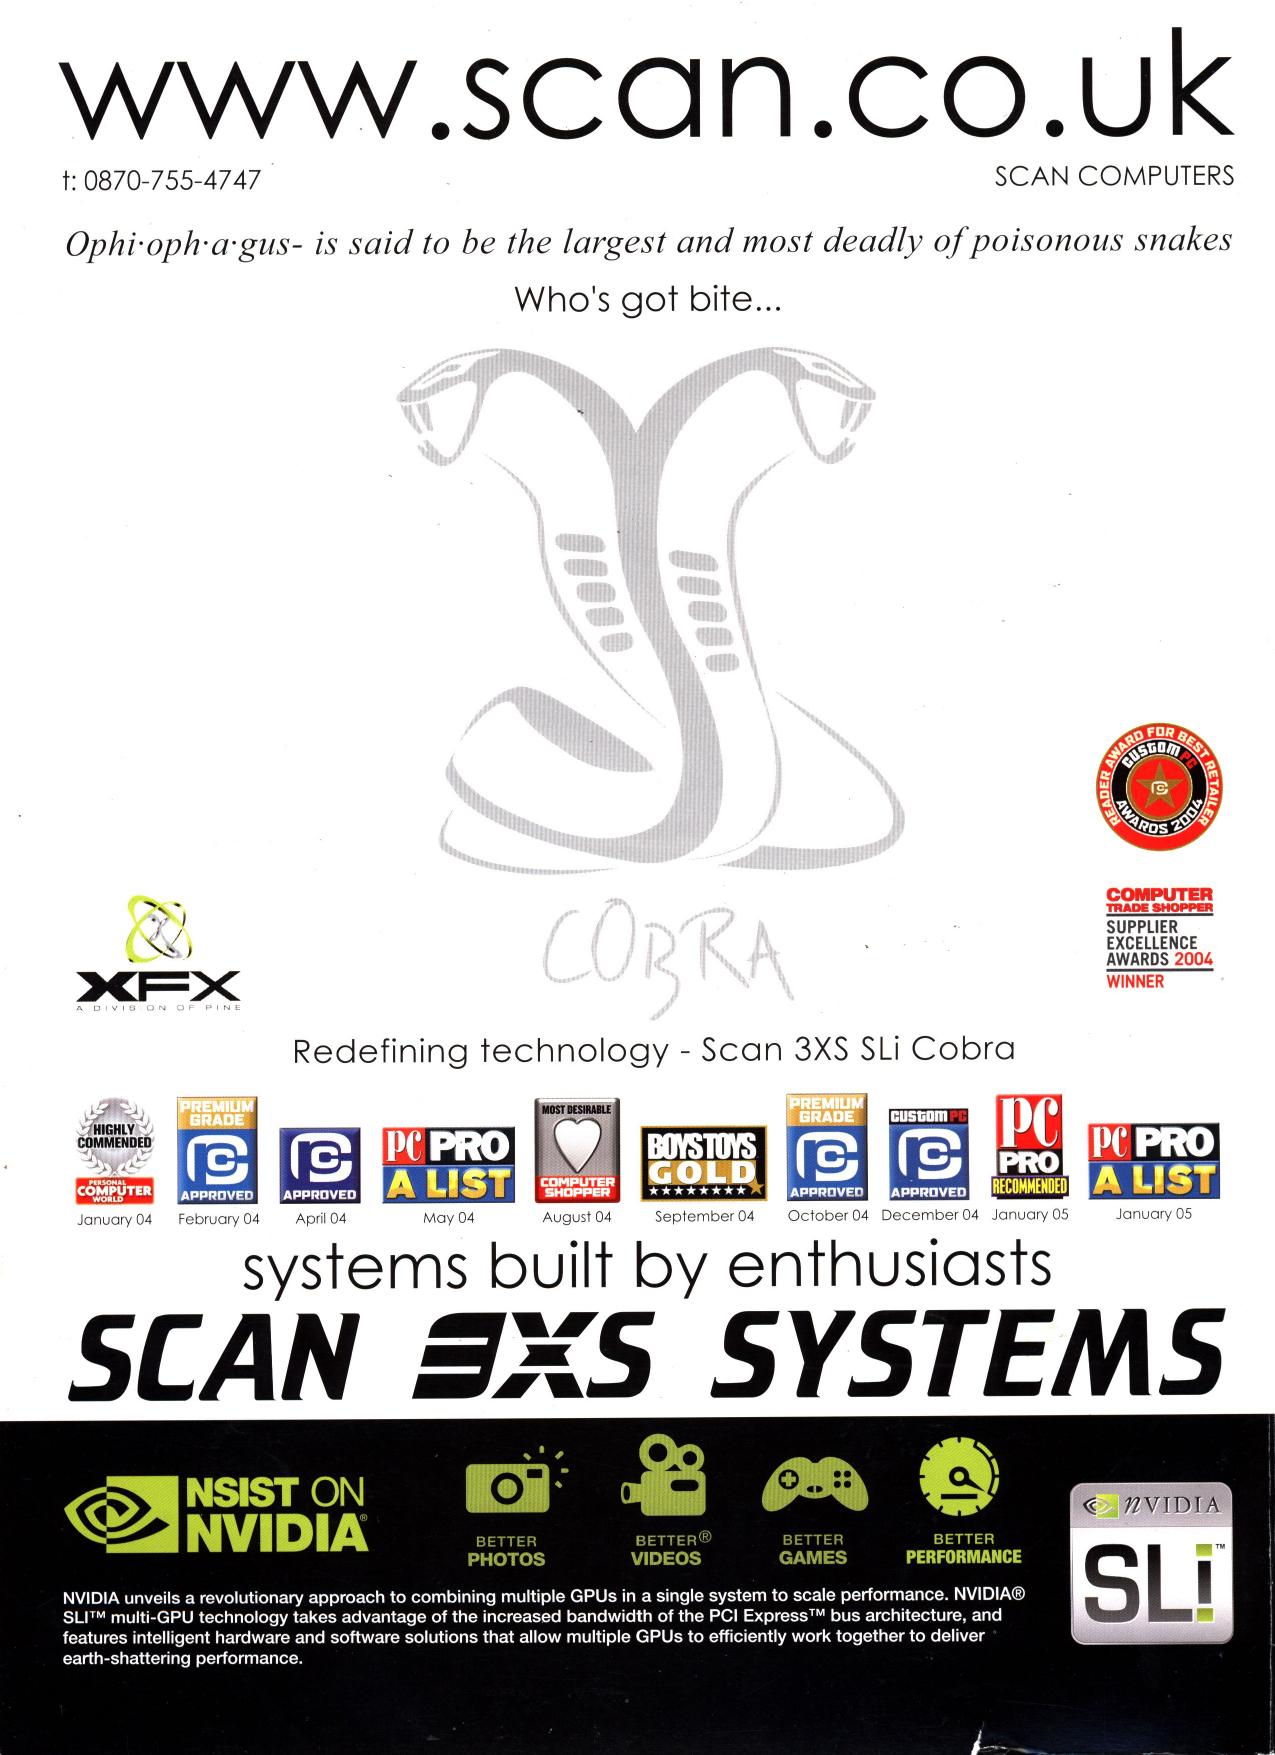 www.scan.co.uk
t: 0870-755-4747
SCAN COMPUTERS
Ophi·oph·a·gus- is said to be the largest and most deadly of poisonous snakes
Who's got bite...
READER AWARD FOR BEST RETAILER
CUSTOM PC
AWARDS 2004
COMPUTER
TRADE SHOPPER
SUPPLIER
EXCELLENCE
AWARDS 2004
WINNER
XFX
A DIVISION OF PINE
COBRA
Redefining technology - Scan 3XS SLi Cobra
HIGHLY
COMMENDED
PERSONAL
COMPUTER
WORLD
January 04
PREMIUM
GRADE
APPROVED
February 04
APPROVED
April 04
PC PRO
A LIST
May 04
MOST DESIRABLE
COMPUTER
SHOPPER
August 04
BOYSTOYS
GOLD
September 04
PREMIUM
GRADE
APPROVED
October 04
CUSTOM PC
APPROVED
December 04
PC
PRO
RECOMMENDED
January 05
PC PRO
A LIST
January 05
systems built by enthusiasts
SCAN 3XS SYSTEMS
NSIST ON
NVIDIA®
BETTER
PHOTOS
BETTER®
VIDEOS
BETTER
GAMES
BETTER
PERFORMANCE
nVIDIA
SLi™
NVIDIA unveils a revolutionary approach to combining multiple GPUs in a single system to scale performance. NVIDIA®
SLI™ multi-GPU technology takes advantage of the increased bandwidth of the PCI Express™ bus architecture, and
features intelligent hardware and software solutions that allow multiple GPUs to efficiently work together to deliver
earth-shattering performance.